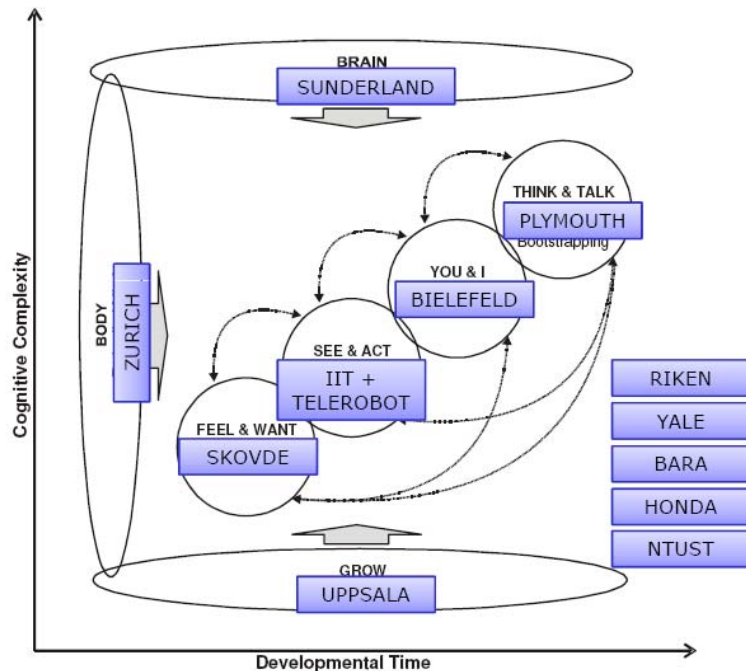 BRAIN
SUNDERLAND
THINK & TALK
PLYMOUTH
Bootstrapping
YOU & I
BIELEFELD
BODY
ZURICH
Cognitive Complexity
SEE & ACT
IIT +
TELEROBOT
FEEL & WANT
SKOVDE
RIKEN
YALE
BARA
HONDA
NTUST
GROW
UPPSALA
Developmental Time